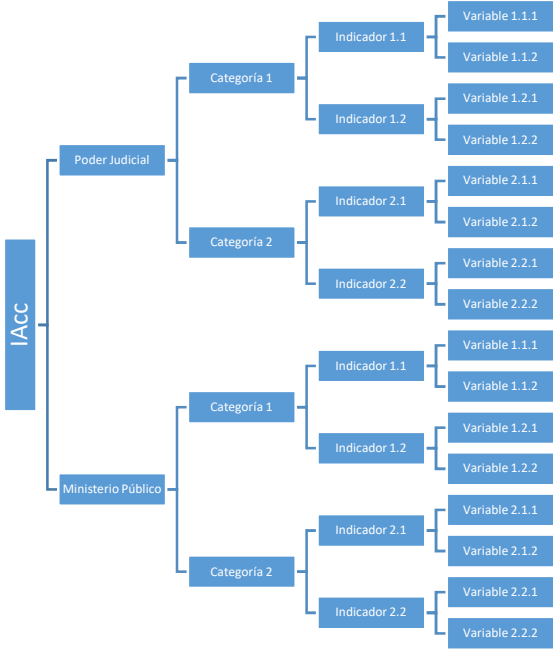 IAcc
Poder Judicial
Categoría 1
Indicador 1.1
Variable 1.1.1
Variable 1.1.2
Indicador 1.2
Variable 1.2.1
Variable 1.2.2
Categoría 2
Indicador 2.1
Variable 2.1.1
Variable 2.1.2
Indicador 2.2
Variable 2.2.1
Variable 2.2.2
Ministerio Público
Categoría 1
Indicador 1.1
Variable 1.1.1
Variable 1.1.2
Indicador 1.2
Variable 1.2.1
Variable 1.2.2
Categoría 2
Indicador 2.1
Variable 2.1.1
Variable 2.1.2
Indicador 2.2
Variable 2.2.1
Variable 2.2.2